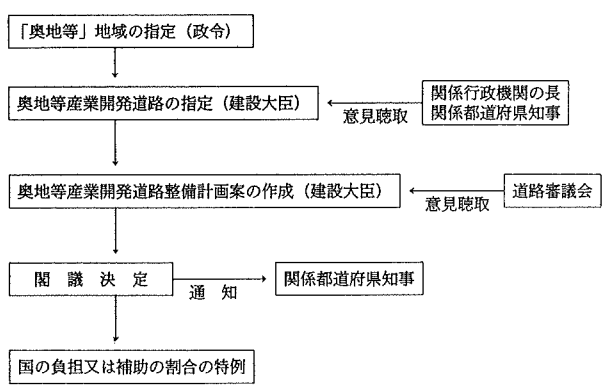 「奥地等」地域の指定（政令）
奥地等産業開発道路の指定（建設大臣）
意見聴取
関係行政機関の長
関係都道府県知事
奥地等産業開発道路整備計画案の作成（建設大臣）
意見聴取
道路審議会
閣議決定
通知
関係都道府県知事
国の負担又は補助の割合の特例